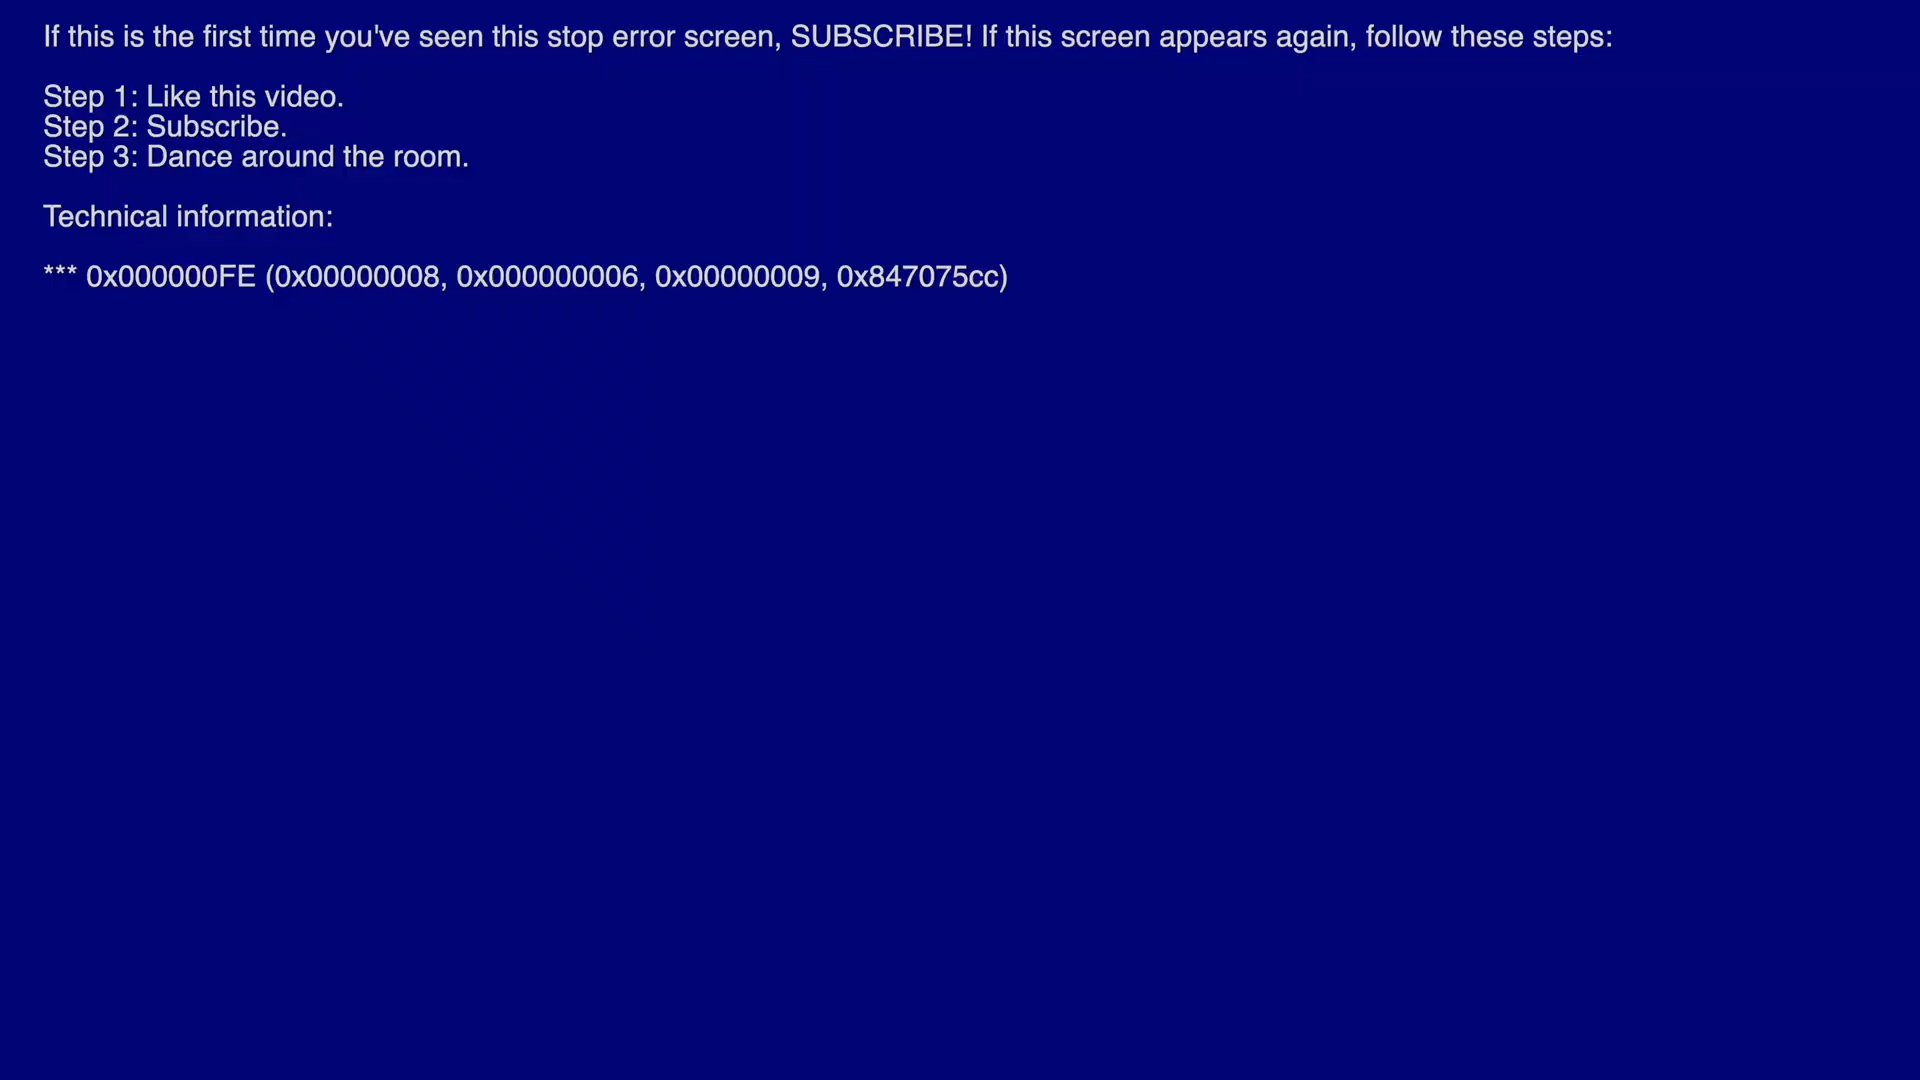 If this is the first time you've seen this stop error screen, SUBSCRIBE! If this screen appears again, follow these steps:
Step 1: Like this video.
Step 2: Subscribe.
Step 3: Dance around the room.
Technical information:
*** 0x000000FE (0x00000008, 0x000000006, 0x00000009, 0x847075cc)